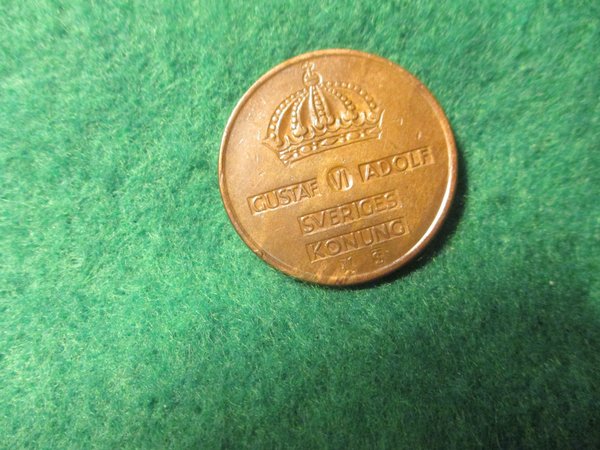 GUSTAF VI ADOLF
SVERIGES
KONUNG